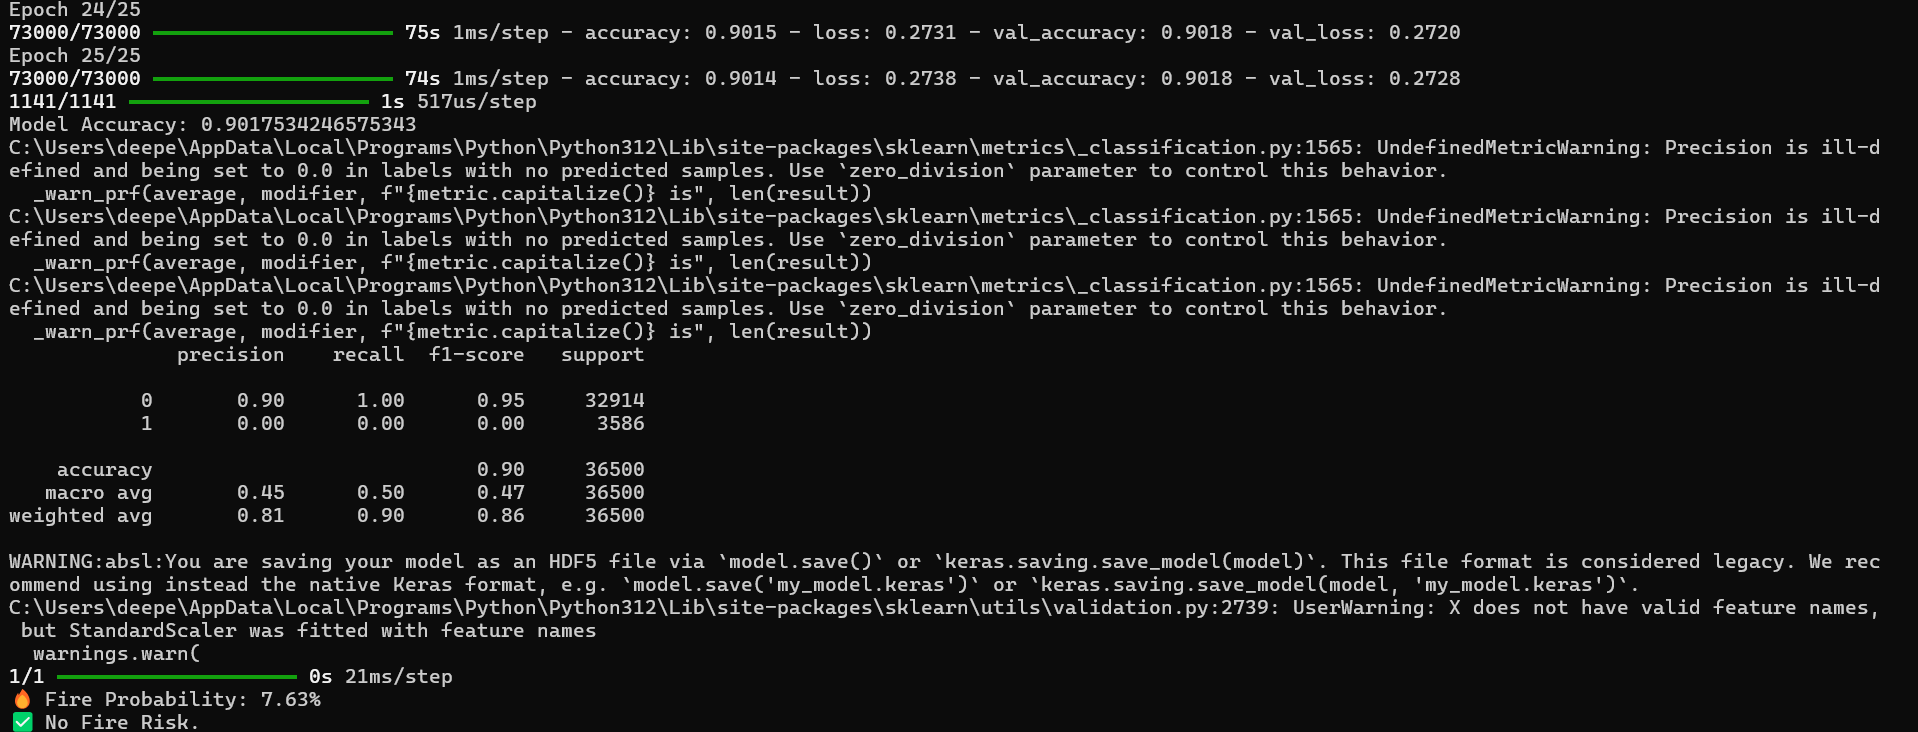 Epoch 24/25
73000/73000 ━━━━━━━━━━━━━━━━━━━━ 75s 1ms/step - accuracy: 0.9015 - loss: 0.2731 - val_accuracy: 0.9018 - val_loss: 0.2720
Epoch 25/25
73000/73000 ━━━━━━━━━━━━━━━━━━━━ 74s 1ms/step - accuracy: 0.9014 - loss: 0.2738 - val_accuracy: 0.9018 - val_loss: 0.2728
1141/1141 ━━━━━━━━━━━━━━━━━━━━ 1s 517us/step
Model Accuracy: 0.9017534246575343
C:\Users\deepe\AppData\Local\Programs\Python\Python312\Lib\site-packages\sklearn\metrics\_classification.py:1565: UndefinedMetricWarning: Precision is ill-d
efined and being set to 0.0 in labels with no predicted samples. Use `zero_division` parameter to control this behavior.
  _warn_prf(average, modifier, f"{metric.capitalize()} is", len(result))
C:\Users\deepe\AppData\Local\Programs\Python\Python312\Lib\site-packages\sklearn\metrics\_classification.py:1565: UndefinedMetricWarning: Precision is ill-d
efined and being set to 0.0 in labels with no predicted samples. Use `zero_division` parameter to control this behavior.
  _warn_prf(average, modifier, f"{metric.capitalize()} is", len(result))
C:\Users\deepe\AppData\Local\Programs\Python\Python312\Lib\site-packages\sklearn\metrics\_classification.py:1565: UndefinedMetricWarning: Precision is ill-d
efined and being set to 0.0 in labels with no predicted samples. Use `zero_division` parameter to control this behavior.
  _warn_prf(average, modifier, f"{metric.capitalize()} is", len(result))
              precision    recall  f1-score   support

           0       0.90      1.00      0.95     32914
           1       0.00      0.00      0.00      3586

    accuracy                           0.90     36500
   macro avg       0.45      0.50      0.47     36500
weighted avg       0.81      0.90      0.86     36500

WARNING:absl:You are saving your model as an HDF5 file via `model.save()` or `keras.saving.save_model(model)`. This file format is considered legacy. We rec
ommend using instead the native Keras format, e.g. `model.save('my_model.keras')` or `keras.saving.save_model(model, 'my_model.keras')`.
C:\Users\deepe\AppData\Local\Programs\Python\Python312\Lib\site-packages\sklearn\utils\validation.py:2739: UserWarning: X does not have valid feature names,
 but StandardScaler was fitted with feature names
  warnings.warn(
1/1 ━━━━━━━━━━━━━━━━━━━━ 0s 21ms/step
🔥 Fire Probability: 7.63%
✅ No Fire Risk.